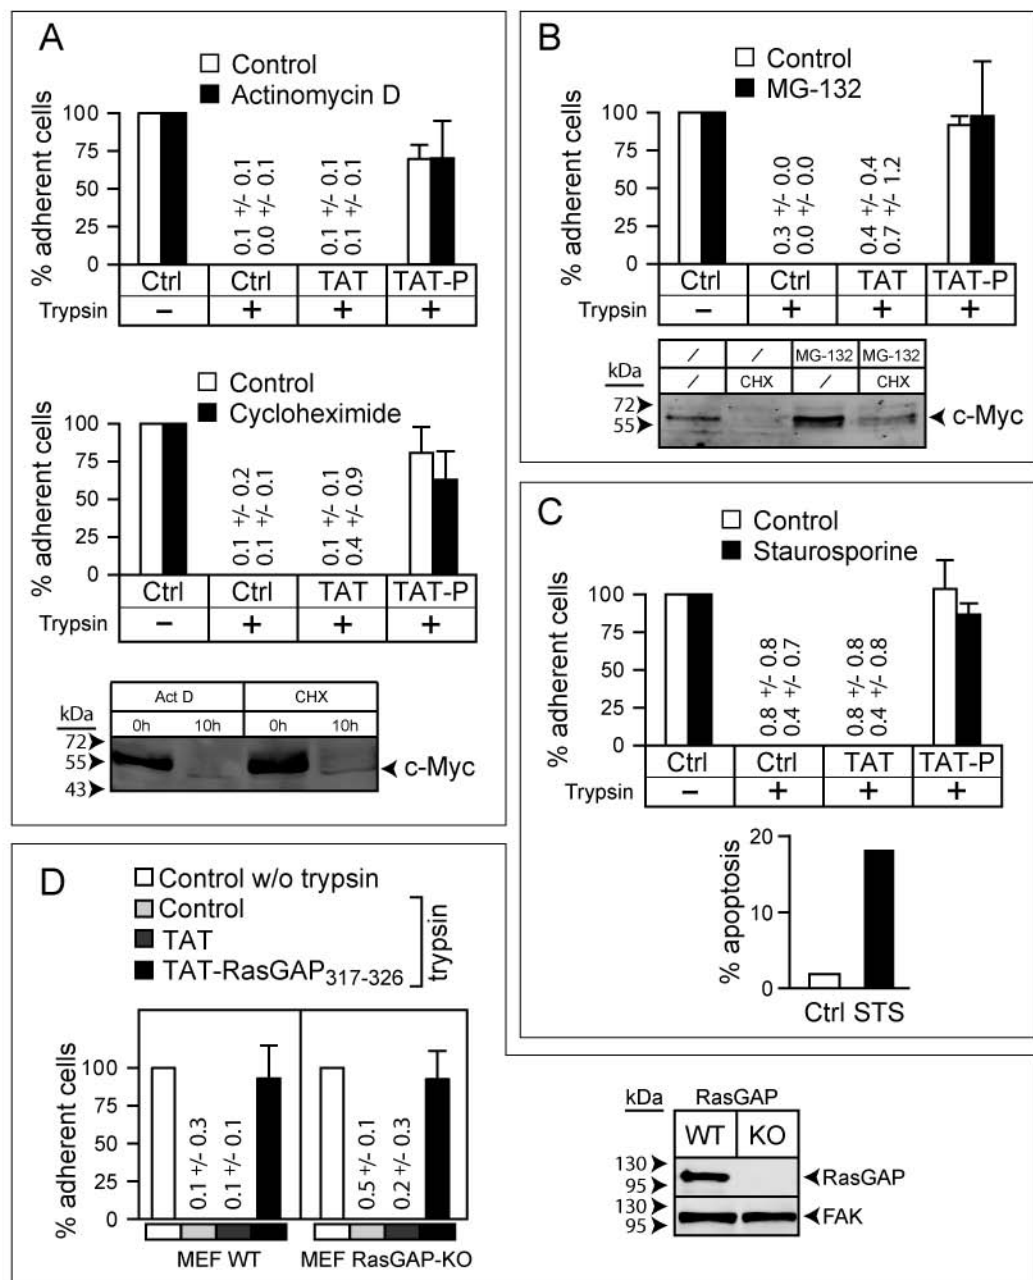 A
Control
Actinomycin D
% adherent cells
100
75
50
25
0
0.1 +/- 0.1
0.0 +/- 0.1
0.1 +/- 0.1
0.1 +/- 0.1
Ctrl Ctrl TAT TAT-P
Trypsin − + + +
Control
Cycloheximide
% adherent cells
100
75
50
25
0
0.1 +/- 0.2
0.1 +/- 0.1
0.1 +/- 0.1
0.4 +/- 0.9
Ctrl Ctrl TAT TAT-P
Trypsin − + + +
Act D CHX
kDa 0h 10h 0h 10h
72
55
43
c-Myc
B
Control
MG-132
% adherent cells
100
75
50
25
0
0.3 +/- 0.0
0.0 +/- 0.0
0.4 +/- 0.4
0.7 +/- 1.2
Ctrl Ctrl TAT TAT-P
Trypsin − + + +
/ / MG-132 MG-132
kDa / CHX / CHX
72
55
c-Myc
C
Control
Staurosporine
% adherent cells
100
75
50
25
0
0.8 +/- 0.8
0.4 +/- 0.7
0.8 +/- 0.8
0.4 +/- 0.8
Ctrl Ctrl TAT TAT-P
Trypsin − + + +
% apoptosis
20
10
0
Ctrl STS
D
Control w/o trypsin
Control
TAT
TAT-RasGAP317-326
trypsin
% adherent cells
100
75
50
25
0
0.1 +/- 0.3
0.1 +/- 0.1
0.5 +/- 0.1
0.2 +/- 0.3
MEF WT MEF RasGAP-KO
kDa RasGAP
WT KO
130
95
RasGAP
130
95
FAK